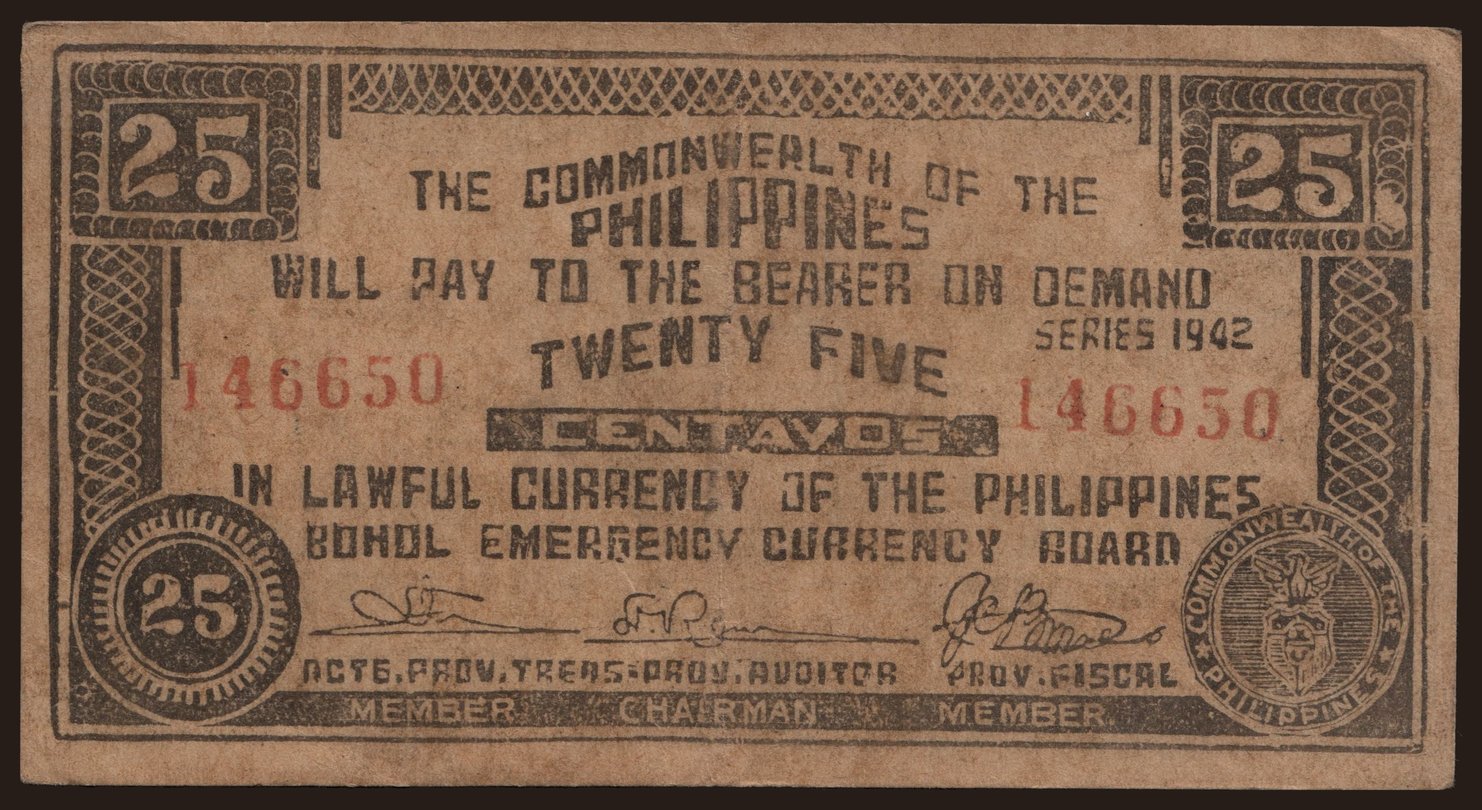 25
25
THE COMMONWEALTH OF THE
PHILIPPINES
WILL PAY TO THE BEARER ON DEMAND
SERIES 1942
TWENTY FIVE
146650
146650
CENTAVOS
IN LAWFUL CURRENCY OF THE PHILIPPINES
BOHOL EMERGENCY CURRENCY BOARD
25
COMMONWEALTH OF THE PHILIPPINES
ACTG. PROV. TREAS. PROV. AUDITOR PROV. FISCAL
MEMBER CHAIRMAN MEMBER